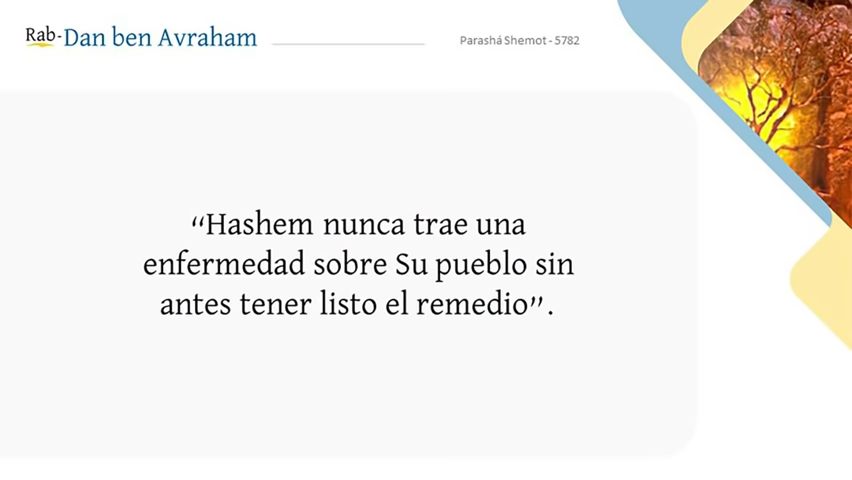 Rab-Dan ben Avraham
Parashá Shemot - 5782
“Hashem nunca trae una
enfermedad sobre Su pueblo sin
antes tener listo el remedio”.